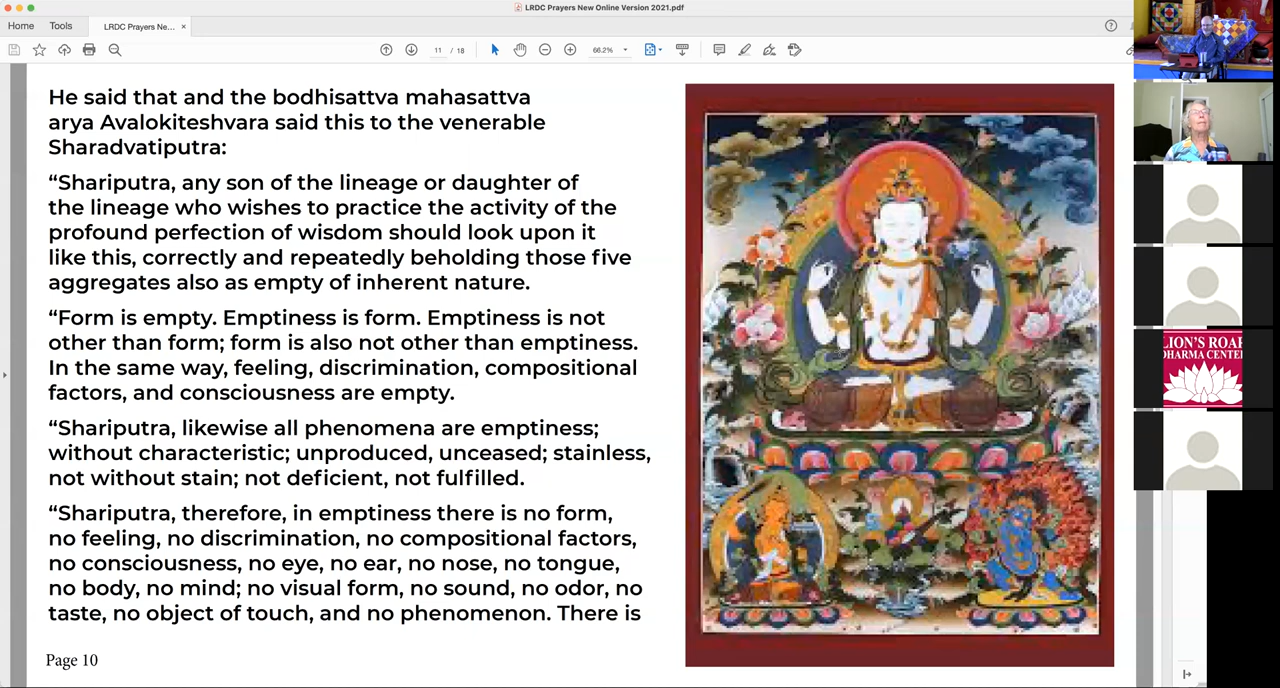 LRDC Prayers New Online Version 2021.pdf
Home Tools LRDC Prayers Ne... ×
11 / 18 66.2%
He said that and the bodhisattva mahasattva
arya Avalokiteshvara said this to the venerable
Sharadvatiputra:
“Shariputra, any son of the lineage or daughter of
the lineage who wishes to practice the activity of the
profound perfection of wisdom should look upon it
like this, correctly and repeatedly beholding those five
aggregates also as empty of inherent nature.
“Form is empty. Emptiness is form. Emptiness is not
other than form; form is also not other than emptiness.
In the same way, feeling, discrimination, compositional
factors, and consciousness are empty.
“Shariputra, likewise all phenomena are emptiness;
without characteristic; unproduced, unceased; stainless,
not without stain; not deficient, not fulfilled.
“Shariputra, therefore, in emptiness there is no form,
no feeling, no discrimination, no compositional factors,
no consciousness, no eye, no ear, no nose, no tongue,
no body, no mind; no visual form, no sound, no odor, no
taste, no object of touch, and no phenomenon. There is
Page 10
LION'S ROAR
DHARMA CENTER